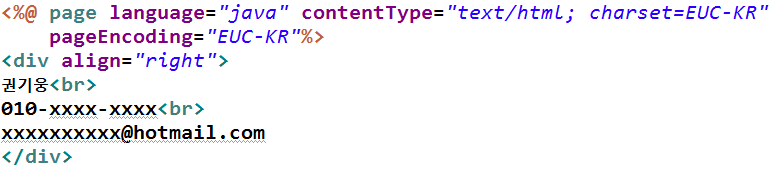 <%@ page language="java" contentType="text/html; charset=EUC-KR"
pageEncoding="EUC-KR"%>
<div align="right">
권기웅<br>
010-xxxx-xxxx<br>
xxxxxxxxxx@hotmail.com
</div>